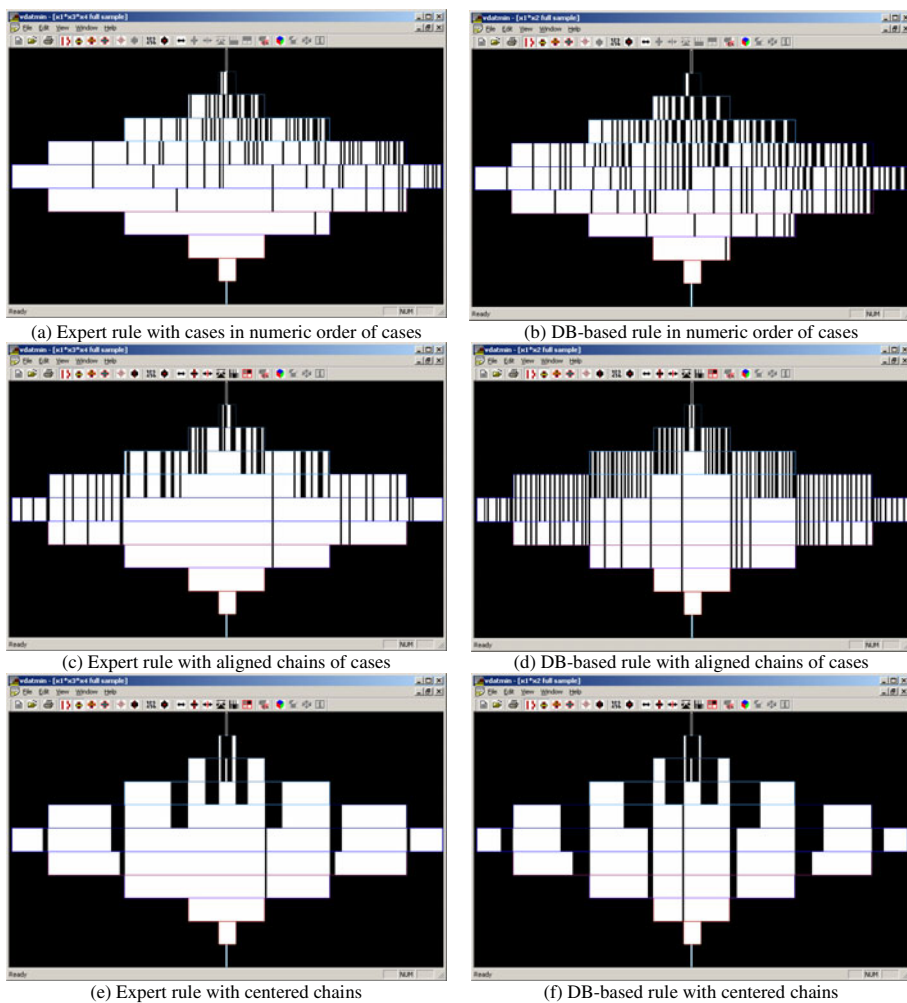 vdatmin - [x1*x3*x4 full sample]
File Edit View Window Help
Ready
NUM
(a) Expert rule with cases in numeric order of cases
vdatmin - [x1*x2 full sample]
File Edit View Window Help
Ready
NUM
(b) DB-based rule in numeric order of cases
vdatmin - [x1*x3*x4 full sample]
File Edit View Window Help
Ready
NUM
(c) Expert rule with aligned chains of cases
vdatmin - [x1*x2 full sample]
File Edit View Window Help
Ready
NUM
(d) DB-based rule with aligned chains of cases
vdatmin - [x1*x3*x4 full sample]
File Edit View Window Help
Ready
NUM
(e) Expert rule with centered chains
vdatmin - [x1*x2 full sample]
File Edit View Window Help
Ready
NUM
(f) DB-based rule with centered chains